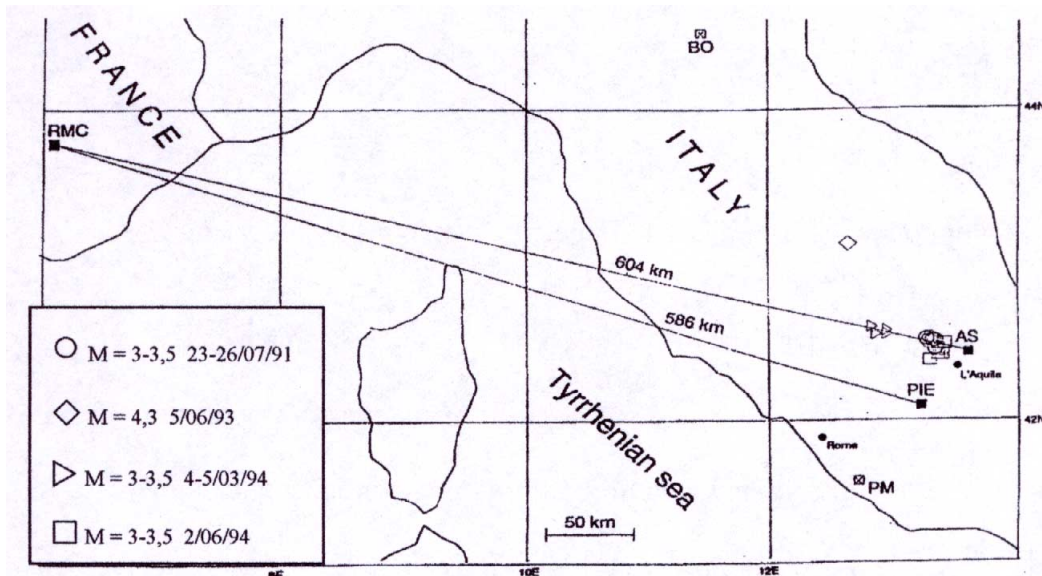 FRANCE
BO
44N
RMC
ITALY
604 km
586 km
AS
L'Aquila
PIE
42N
Rome
PM
Tyrrhenian sea
50 km
M = 3-3,5 23-26/07/91
M = 4,3 5/06/93
M = 3-3,5 4-5/03/94
M = 3-3,5 2/06/94
10E
12E